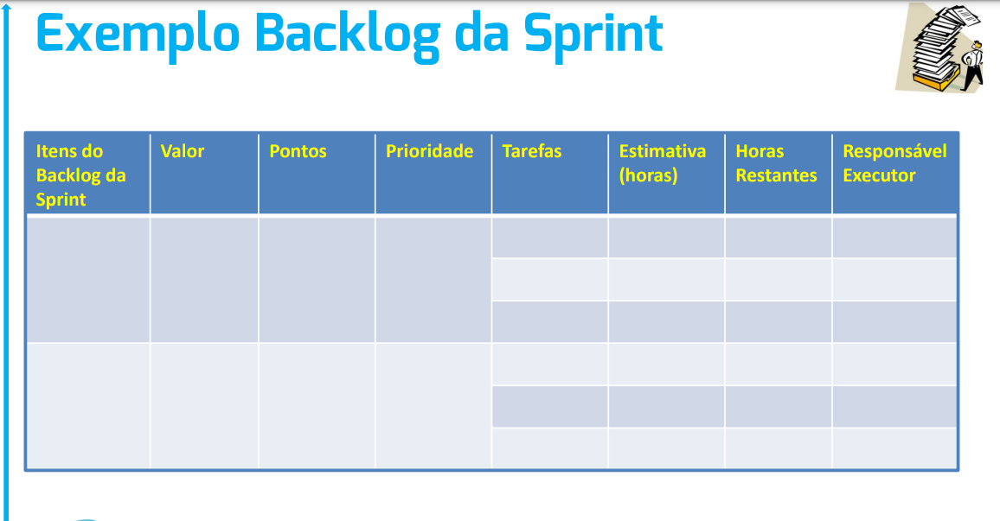 Exemplo Backlog da Sprint
Itens do
Backlog da
Sprint
Valor
Pontos
Prioridade
Tarefas
Estimativa
(horas)
Horas
Restantes
Responsável
Executor